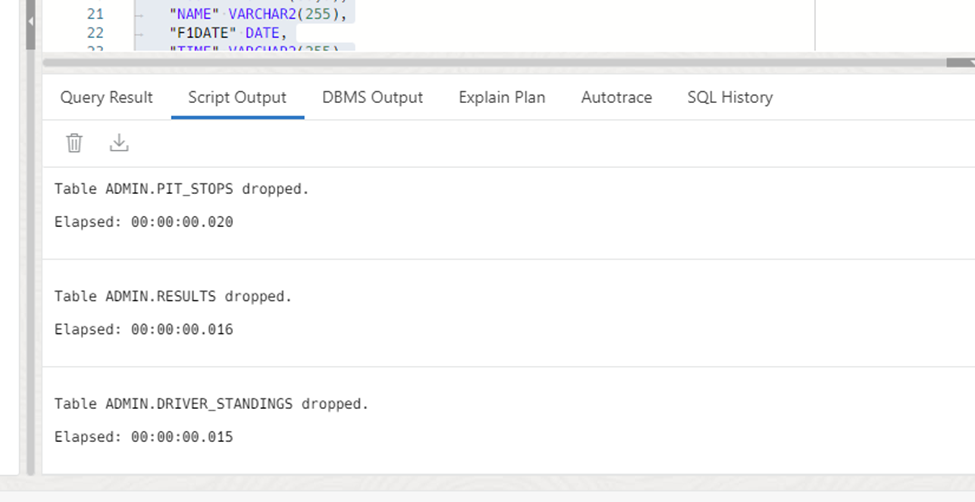 21 "NAME" VARCHAR2(255),
22 "F1DATE" DATE,
Query Result Script Output DBMS Output Explain Plan Autotrace SQL History
Table ADMIN.PIT_STOPS dropped.
Elapsed: 00:00:00.020
Table ADMIN.RESULTS dropped.
Elapsed: 00:00:00.016
Table ADMIN.DRIVER_STANDINGS dropped.
Elapsed: 00:00:00.015